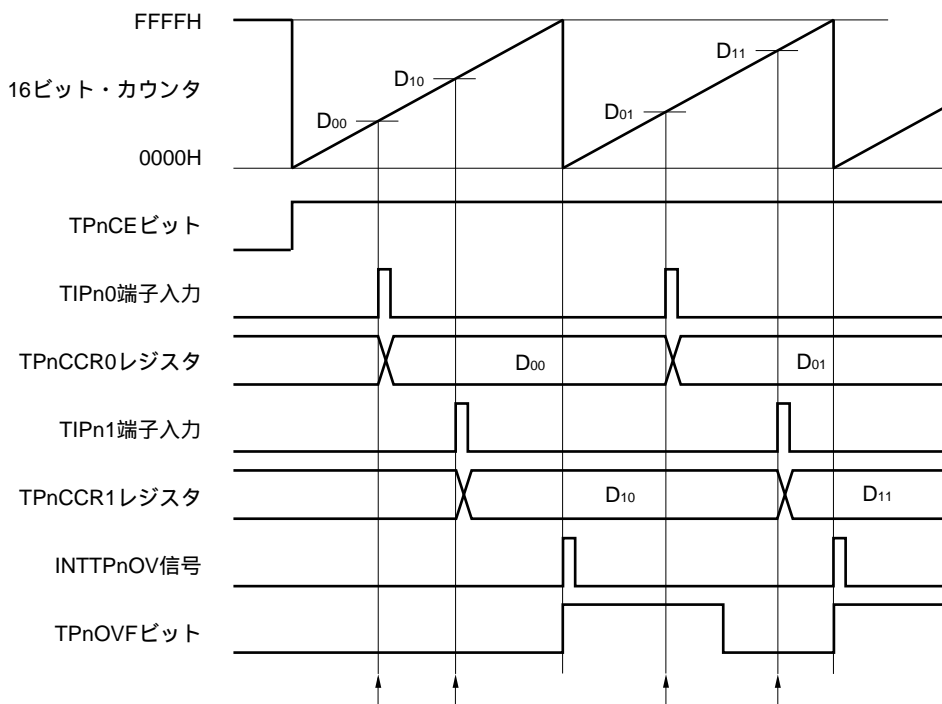 FFFFH
D11
D10
16ビット・カウンタ
D01
D00
0000H
TPnCEビット
TIPn0端子入力
TPnCCR0レジスタ
D00
D01
TIPn1端子入力
TPnCCR1レジスタ
D10
D11
INTTPnOV信号
TPnOVFビット